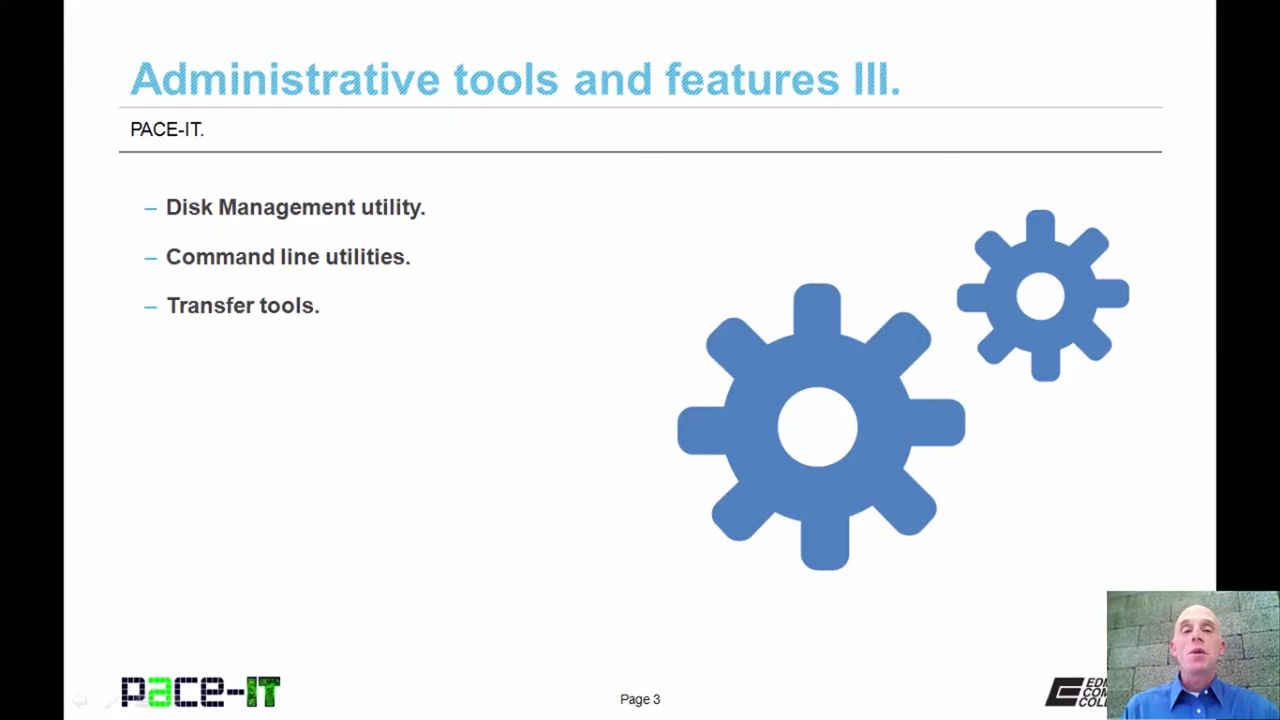 Administrative tools and features III.
PACE-IT.
– Disk Management utility.
– Command line utilities.
– Transfer tools.
pace-IT
Page 3